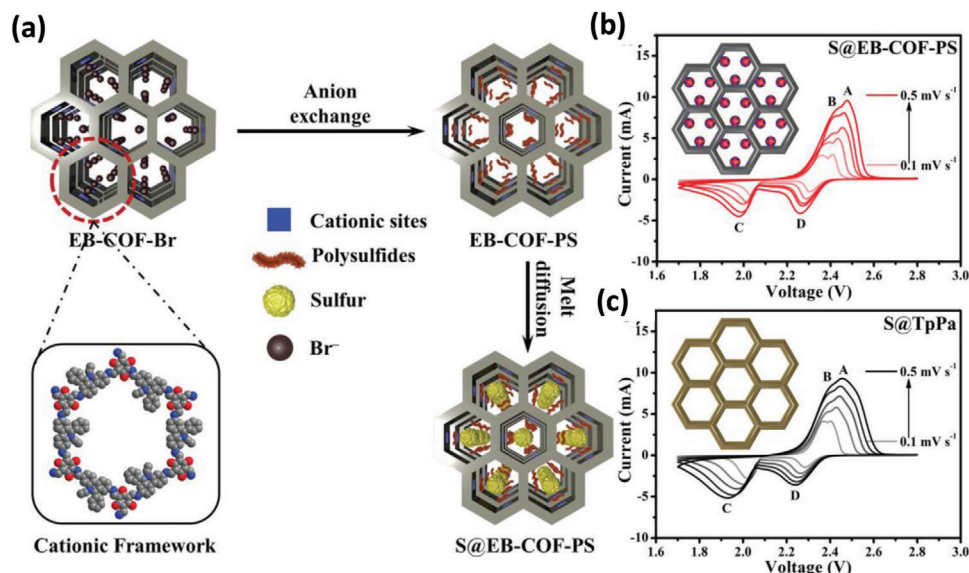 (a)
Anion
exchange
EB-COF-Br
EB-COF-PS
Cationic sites
Polysulfides
Sulfur
Br⁻
Melt
diffusion
Cationic Framework
S@EB-COF-PS
(b)
S@EB-COF-PS
B A
0.5 mV s⁻¹
0.1 mV s⁻¹
C D
Current (mA)
10
5
0
-5
-10
1.6 1.8 2.0 2.2 2.4 2.6 2.8 3.0
Voltage (V)
(c)
S@TpPa
B A
0.5 mV s⁻¹
0.1 mV s⁻¹
C D
Current (mA)
10
5
0
-5
-10
1.6 1.8 2.0 2.2 2.4 2.6 2.8 3.0
Voltage (V)